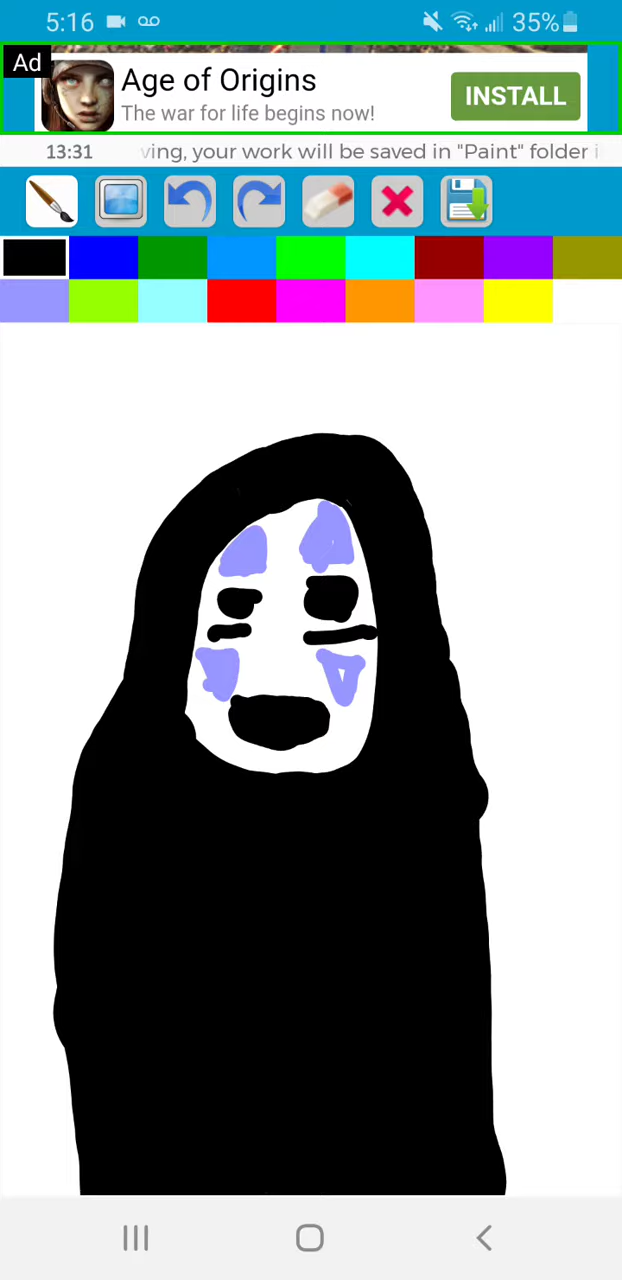 5:16
35%
Ad
Age of Origins
The war for life begins now!
INSTALL
13:31
ving, your work will be saved in "Paint" folder i